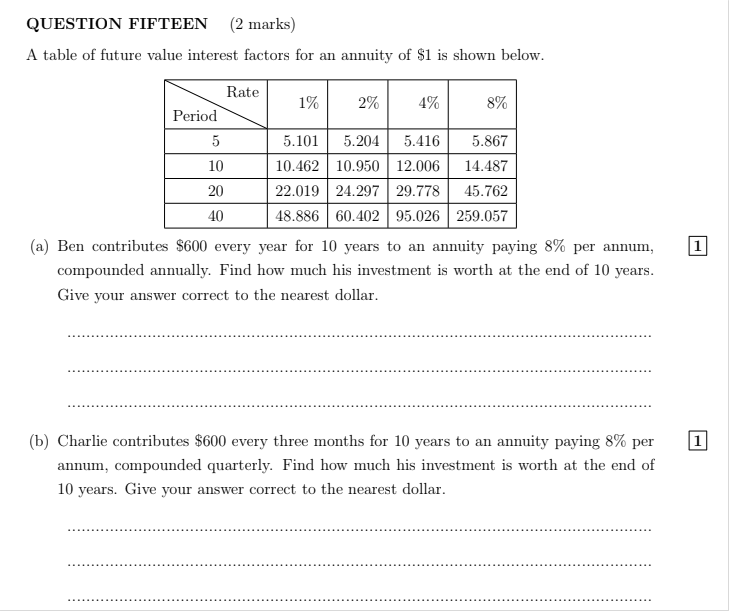 QUESTION FIFTEEN (2 marks)
A table of future value interest factors for an annuity of $1 is shown below.
Rate
Period 1% 2% 4% 8%
5 5.101 5.204 5.416 5.867
10 10.462 10.950 12.006 14.487
20 22.019 24.297 29.778 45.762
40 48.886 60.402 95.026 259.057
(a) Ben contributes $600 every year for 10 years to an annuity paying 8% per annum, 1
compounded annually. Find how much his investment is worth at the end of 10 years.
Give your answer correct to the nearest dollar.
(b) Charlie contributes $600 every three months for 10 years to an annuity paying 8% per 1
annum, compounded quarterly. Find how much his investment is worth at the end of
10 years. Give your answer correct to the nearest dollar.